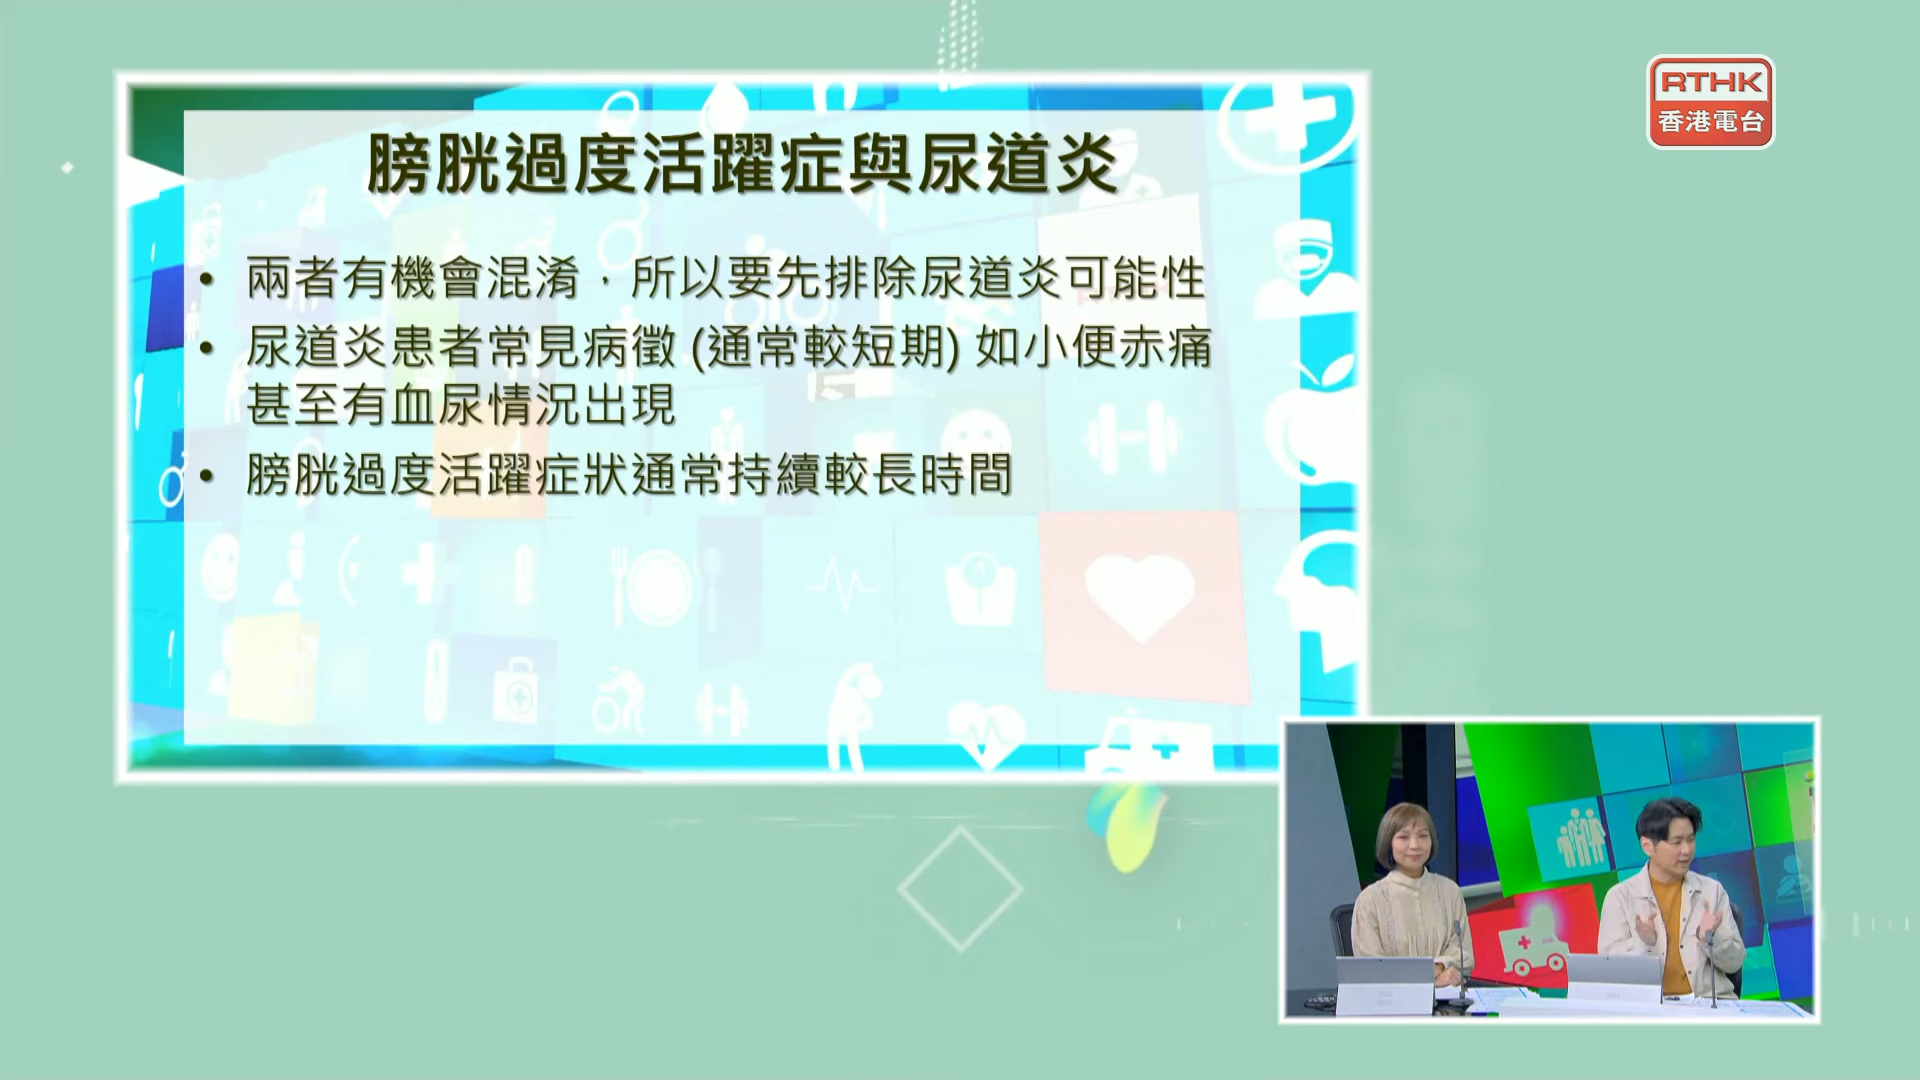 RTHK
香港電台
膀胱過度活躍症與尿道炎
• 兩者有機會混淆，所以要先排除尿道炎可能性
• 尿道炎患者常見病徵 (通常較短期) 如小便赤痛
甚至有血尿情況出現
• 膀胱過度活躍症狀通常持續較長時間